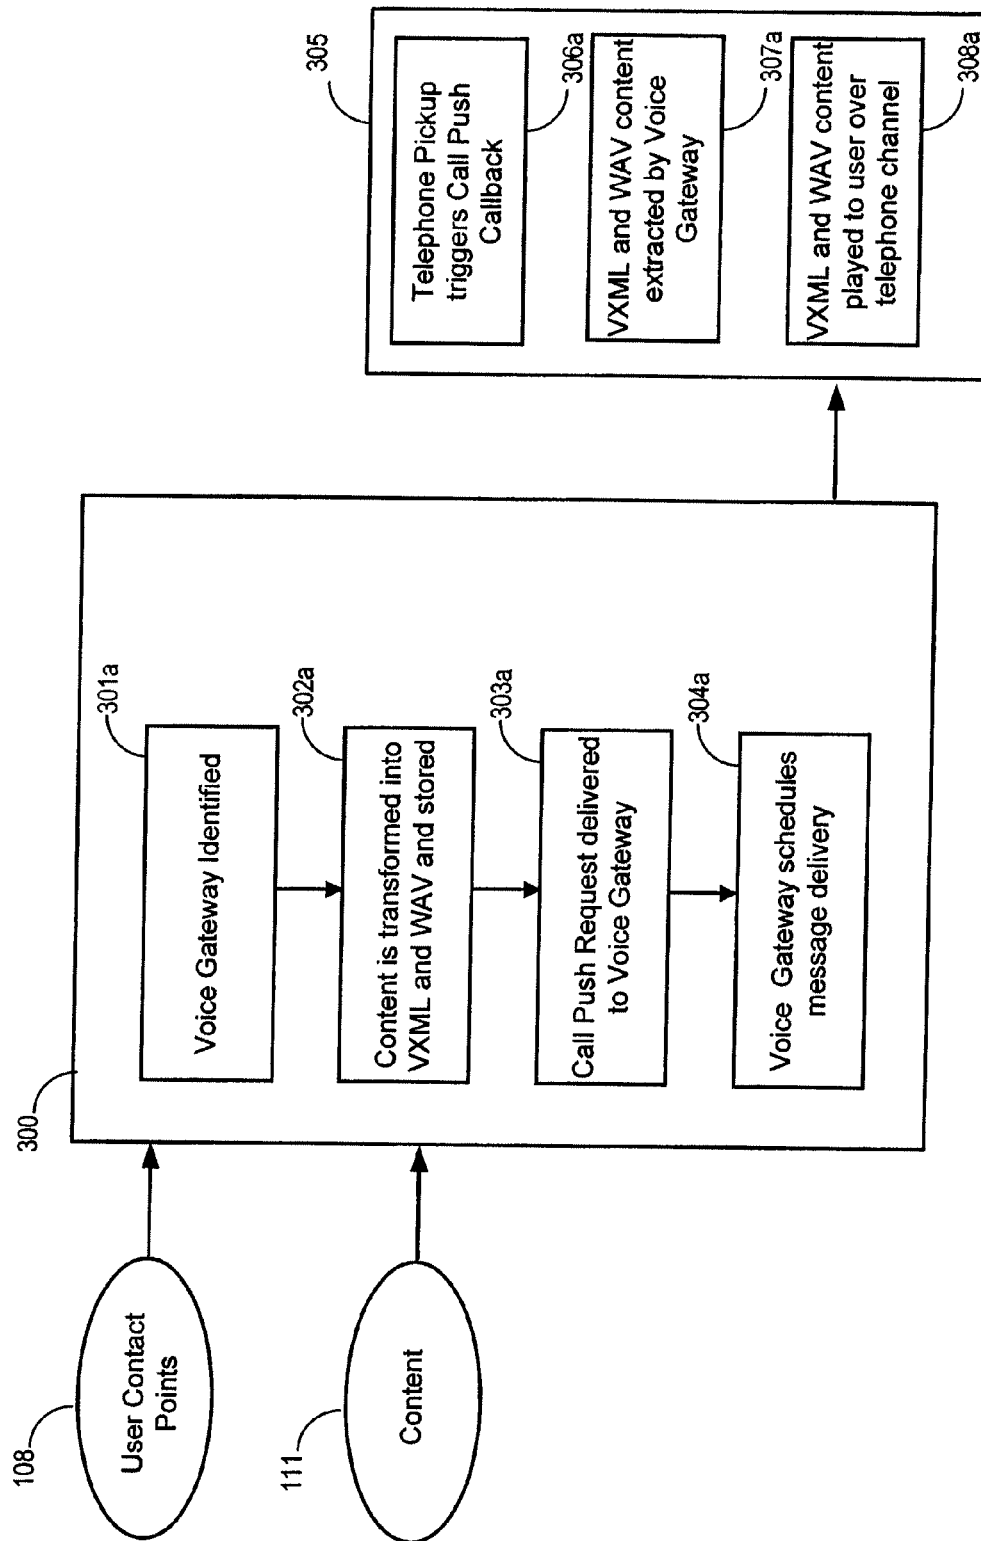 108
User Contact
Points
111
Content
300
301a
Voice Gateway Identified
302a
Content is transformed into
VXML and WAV and stored
303a
Call Push Request delivered
to Voice Gateway
304a
Voice Gateway schedules
message delivery
305
Telephone Pickup
triggers Call Push
Callback
306a
VXML and WAV content
extracted by Voice
Gateway
307a
VXML and WAV content
played to user over
telephone channel
308a